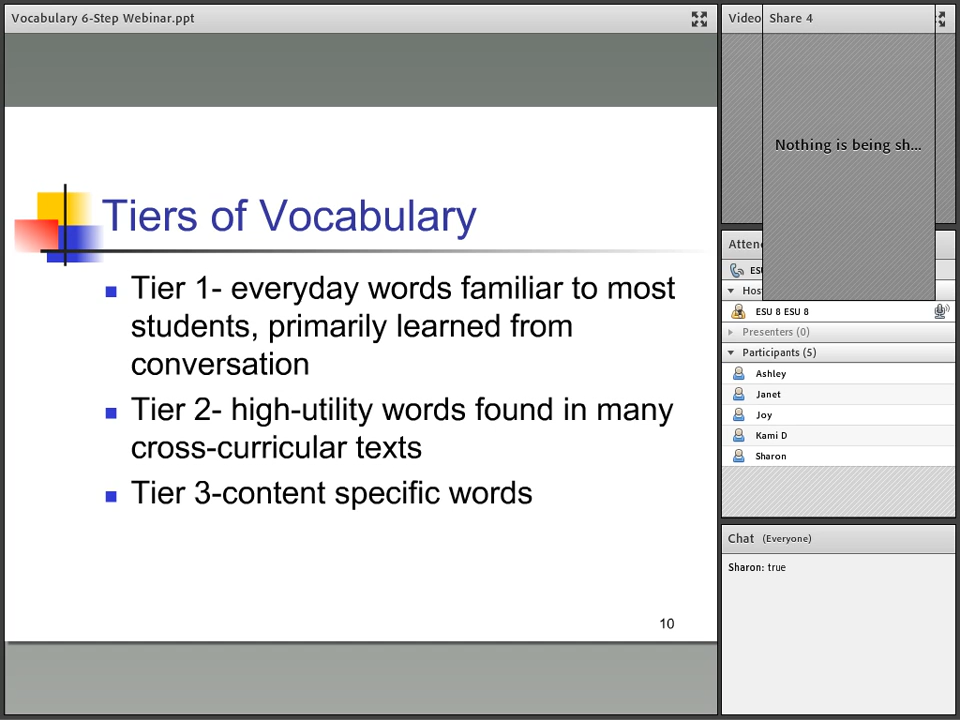 Vocabulary 6-Step Webinar.ppt
Tiers of Vocabulary
Tier 1- everyday words familiar to most
students, primarily learned from
conversation
Tier 2- high-utility words found in many
cross-curricular texts
Tier 3-content specific words
10
Video
Share 4
Nothing is being sh...
Atten
ESU
Hos
ESU 8 ESU 8
Presenters (0)
Participants (5)
Ashley
Janet
Joy
Kami D
Sharon
Chat (Everyone)
Sharon: true